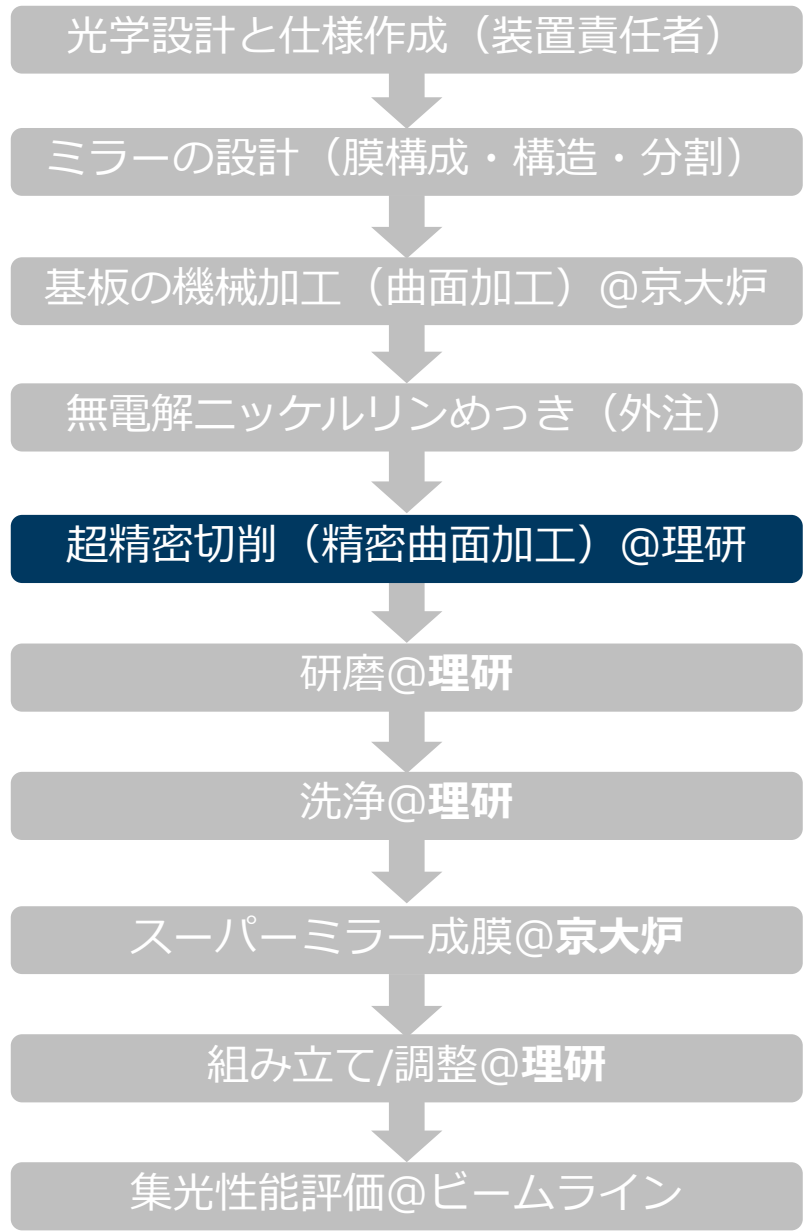 光学設計と仕様作成（装置責任者）
ミラーの設計（膜構成・構造・分割）
基板の機械加工（曲面加工）@京大炉
無電解ニッケルリンめっき（外注）
超精密切削（精密曲面加工）@理研
研磨@理研
洗浄@理研
スーパーミラー成膜@京大炉
組み立て/調整@理研
集光性能評価@ビームライン